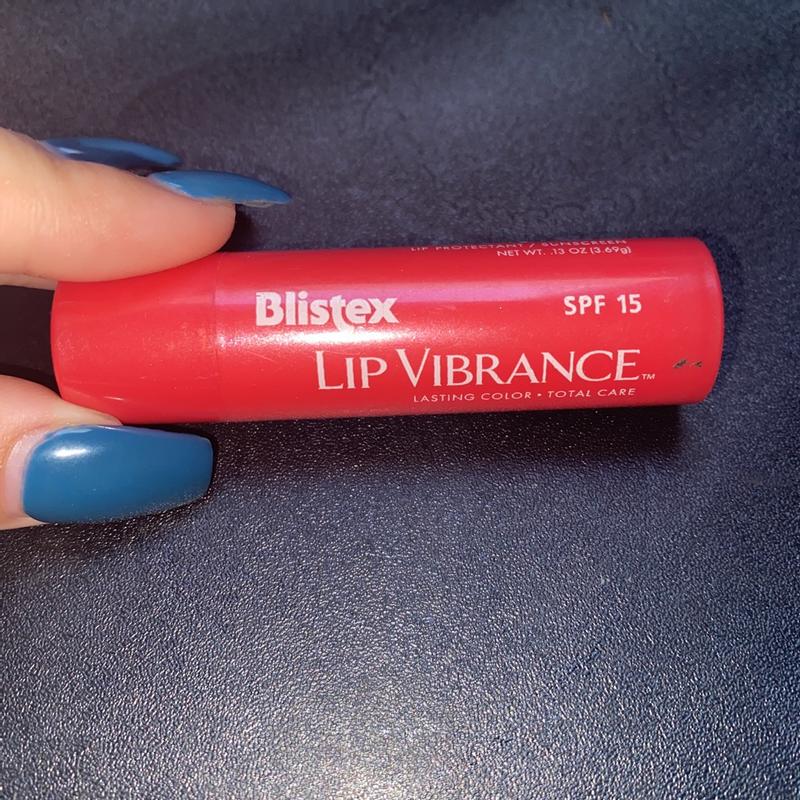 LIP PROTECTANT / SUNSCREEN
NET WT. .13 OZ (3.69g)
Blistex
SPF 15
LIP VIBRANCE™
LASTING COLOR • TOTAL CARE